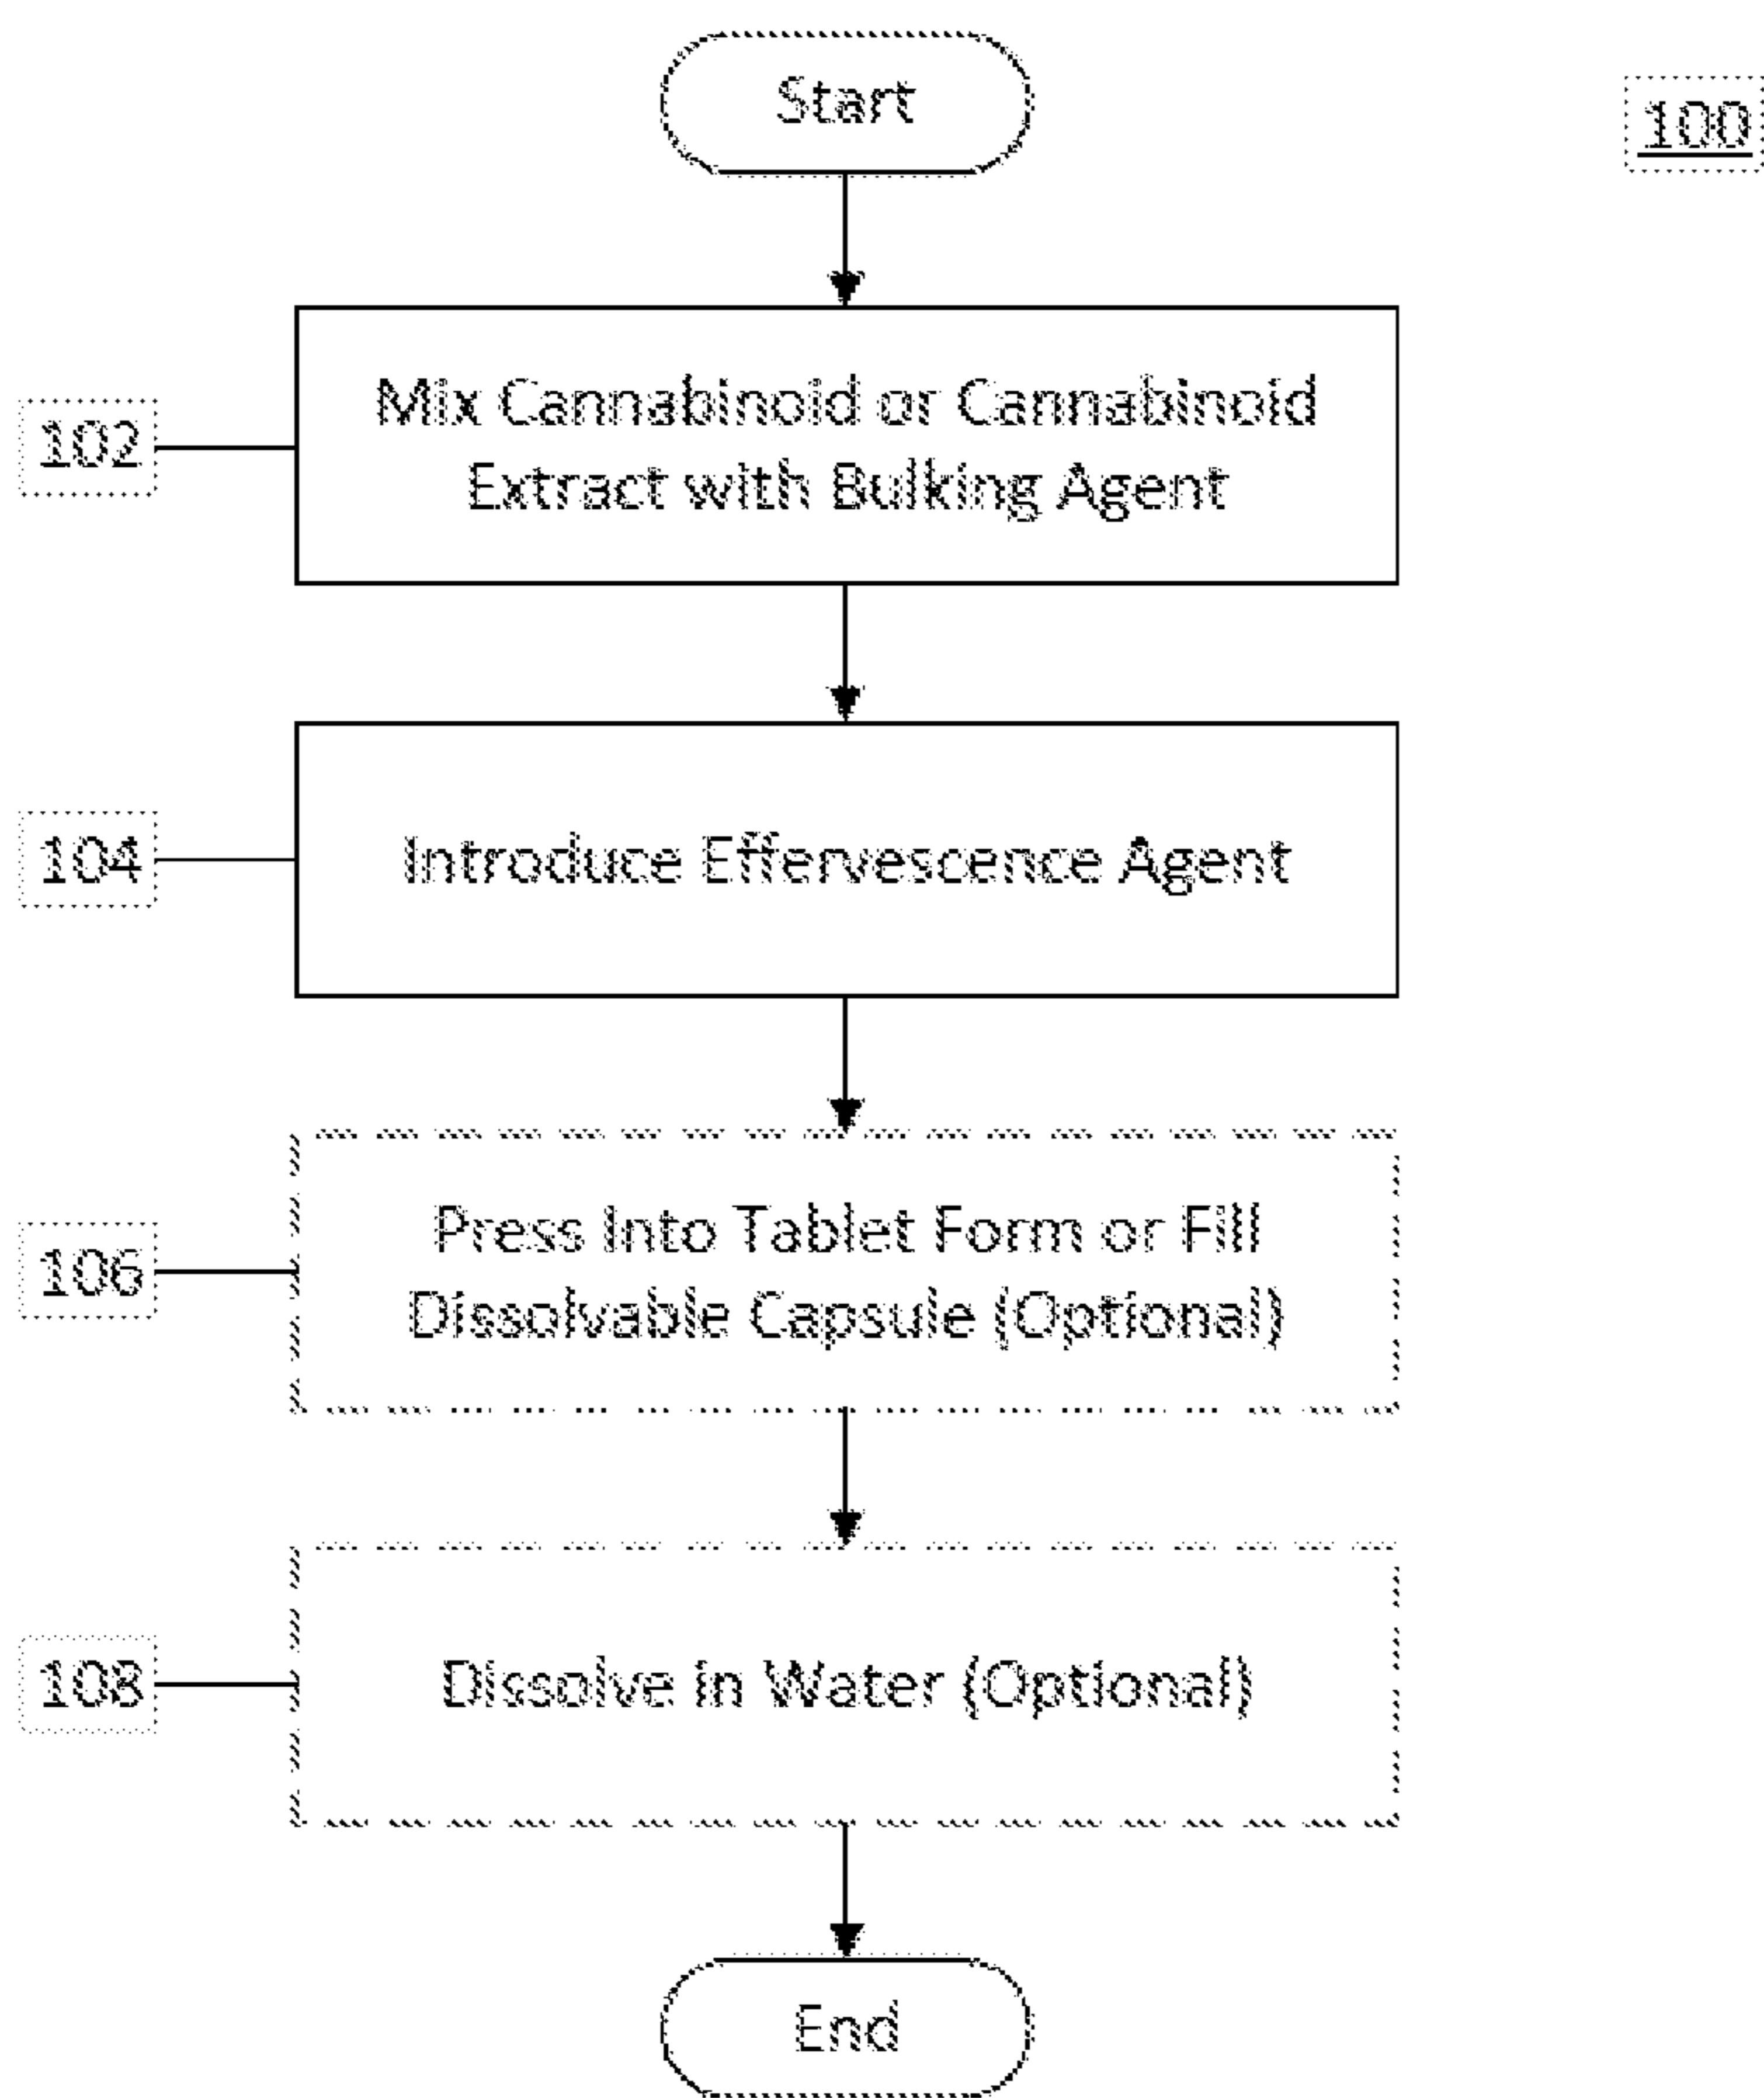 Start
100
Mix Cannabinoid or Cannabinoid
Extract with Bulking Agent
102
Introduce Effervescence Agent
104
Press Into Tablet Form or Fill
Dissolvable Capsule (Optional)
106
Dissolve in Water (Optional)
108
End